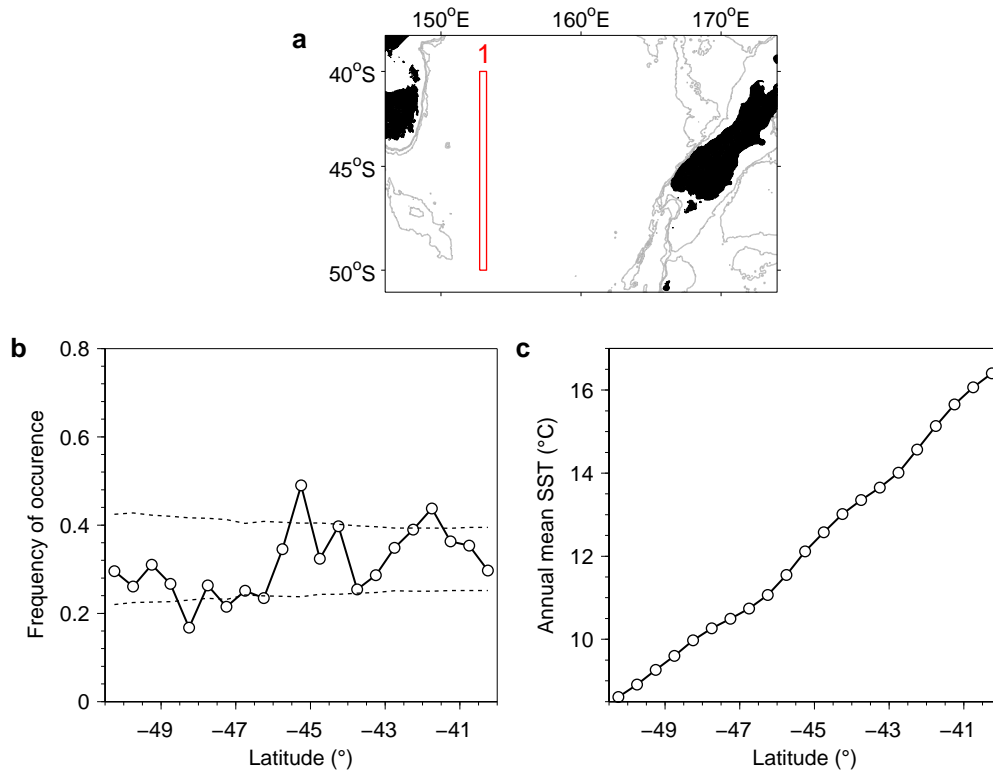 150°E 160°E 170°E
a
1
40°S
45°S
50°S
b
0.8
0.6
0.4
0.2
0
Frequency of occurence
−49 −47 −45 −43 −41
Latitude (°)
c
16
14
12
10
Annual mean SST (°C)
−49 −47 −45 −43 −41
Latitude (°)